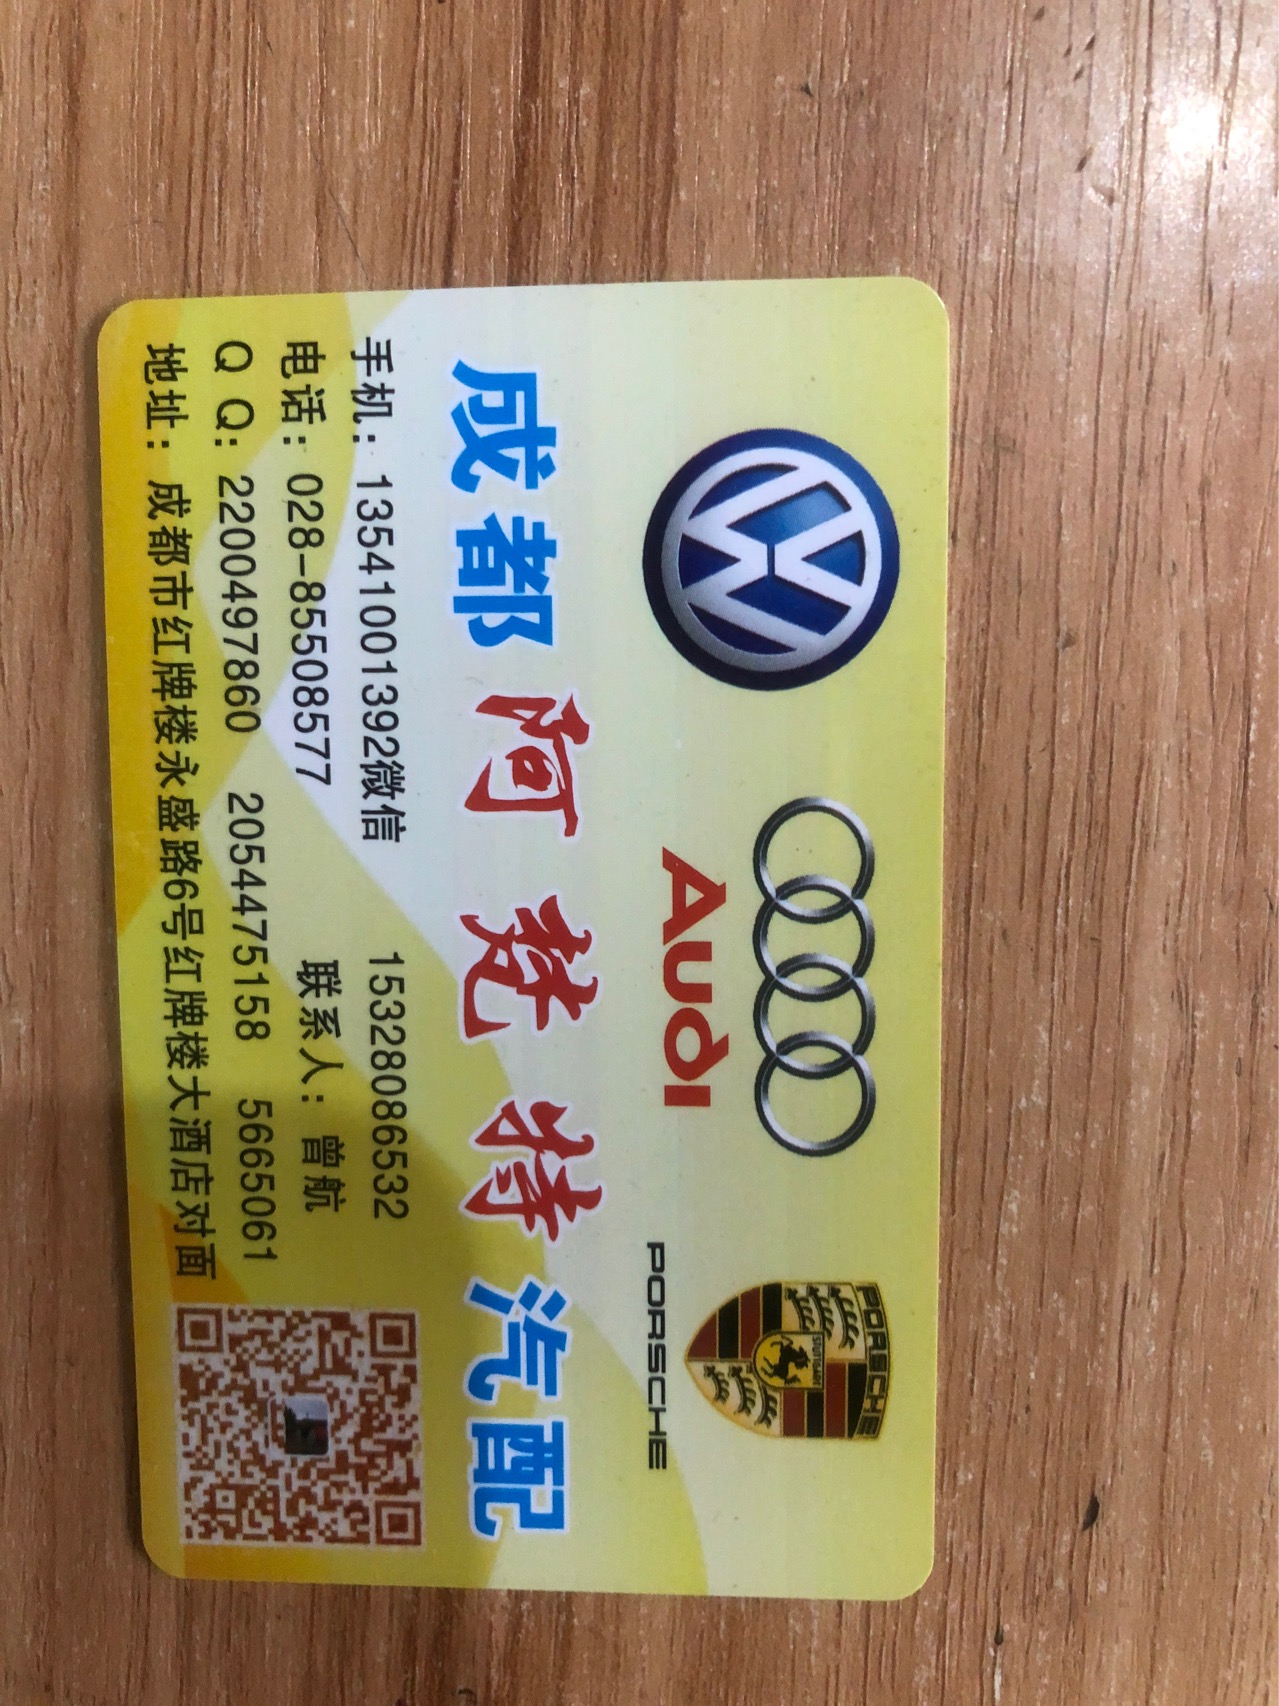 Audi
PORSCHE
PORSCHE
STUTTGART
成都阿梵特汽配
手机：13541001392微信 15328086532
电话：028-85508577 联系人：曾航
Q Q：2200497860 2054475158 5665061
地址：成都市红牌楼永盛路6号红牌楼大酒店对面